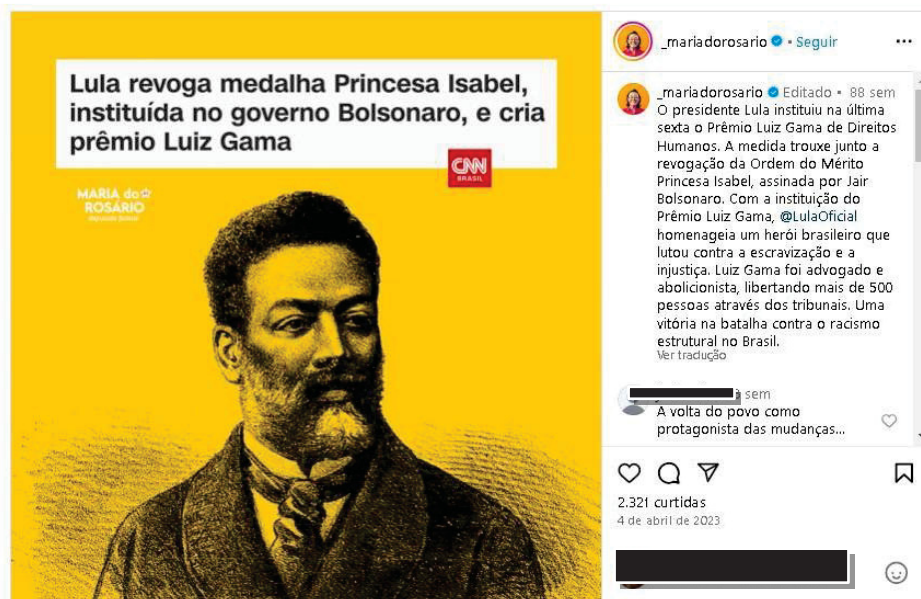 Lula revoga medalha Princesa Isabel,
instituída no governo Bolsonaro, e cria
prêmio Luiz Gama
CNN
BRASIL
MARIA do
ROSÁRIO
_mariadorosario • Seguir
_mariadorosario Editado • 88 sem
O presidente Lula instituiu na última
sexta o Prêmio Luiz Gama de Direitos
Humanos. A medida trouxe junto a
revogação da Ordem do Mérito
Princesa Isabel, assinada por Jair
Bolsonaro. Com a instituição do
Prêmio Luiz Gama, @LulaOficial
homenageia um herói brasileiro que
lutou contra a escravização e a
injustiça. Luiz Gama foi advogado e
abolicionista, libertando mais de 500
pessoas através dos tribunais. Uma
vitória na batalha contra o racismo
estrutural no Brasil.
Ver tradução
sem
A volta do povo como
protagonista das mudanças...
2.321 curtidas
4 de abril de 2023